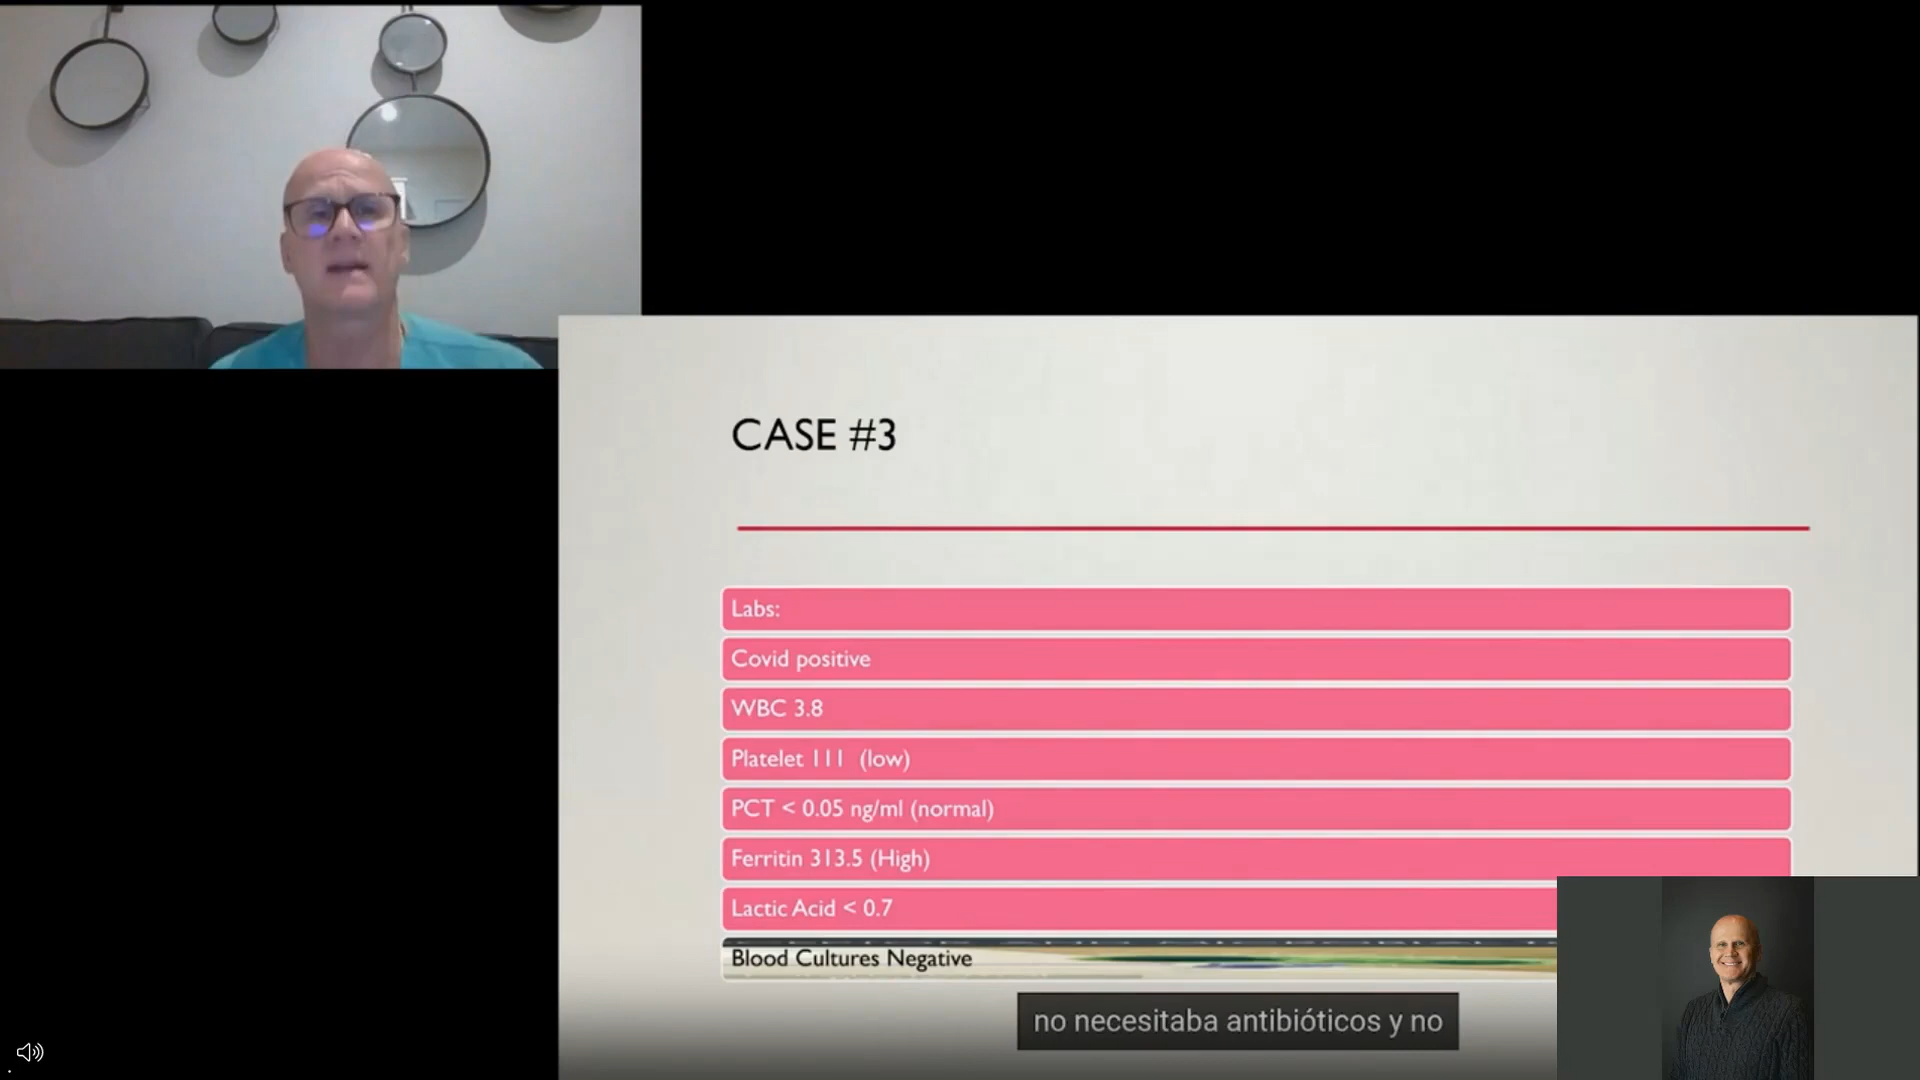 CASE #3
Labs:
Covid positive
WBC 3.8
Platelet 111 (low)
PCT < 0.05 ng/ml (normal)
Ferritin 313.5 (High)
Lactic Acid < 0.7
Blood Cultures Negative
no necesitaba antibióticos y no